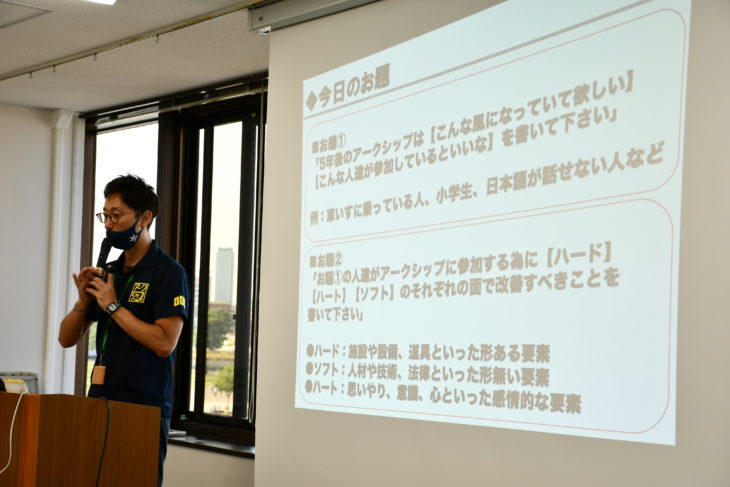 ◆今日のお題
■お題①
「5年後のアークシップは【こんな風になっていて欲しい】
【こんな人達が参加しているといいな】を書いて下さい」
例：車いすに乗っている人、小学生、日本語が話せない人など
■お題②
「お題①の人達がアークシップに参加する為に【ハード】
【ハート】【ソフト】のそれぞれの面で改善すべきことを
書いて下さい」
●ハード：施設や設備、道具といった形ある要素
●ソフト：人材や技術、法律といった形無い要素
●ハート：思いやり、意識、心といった感情的な要素